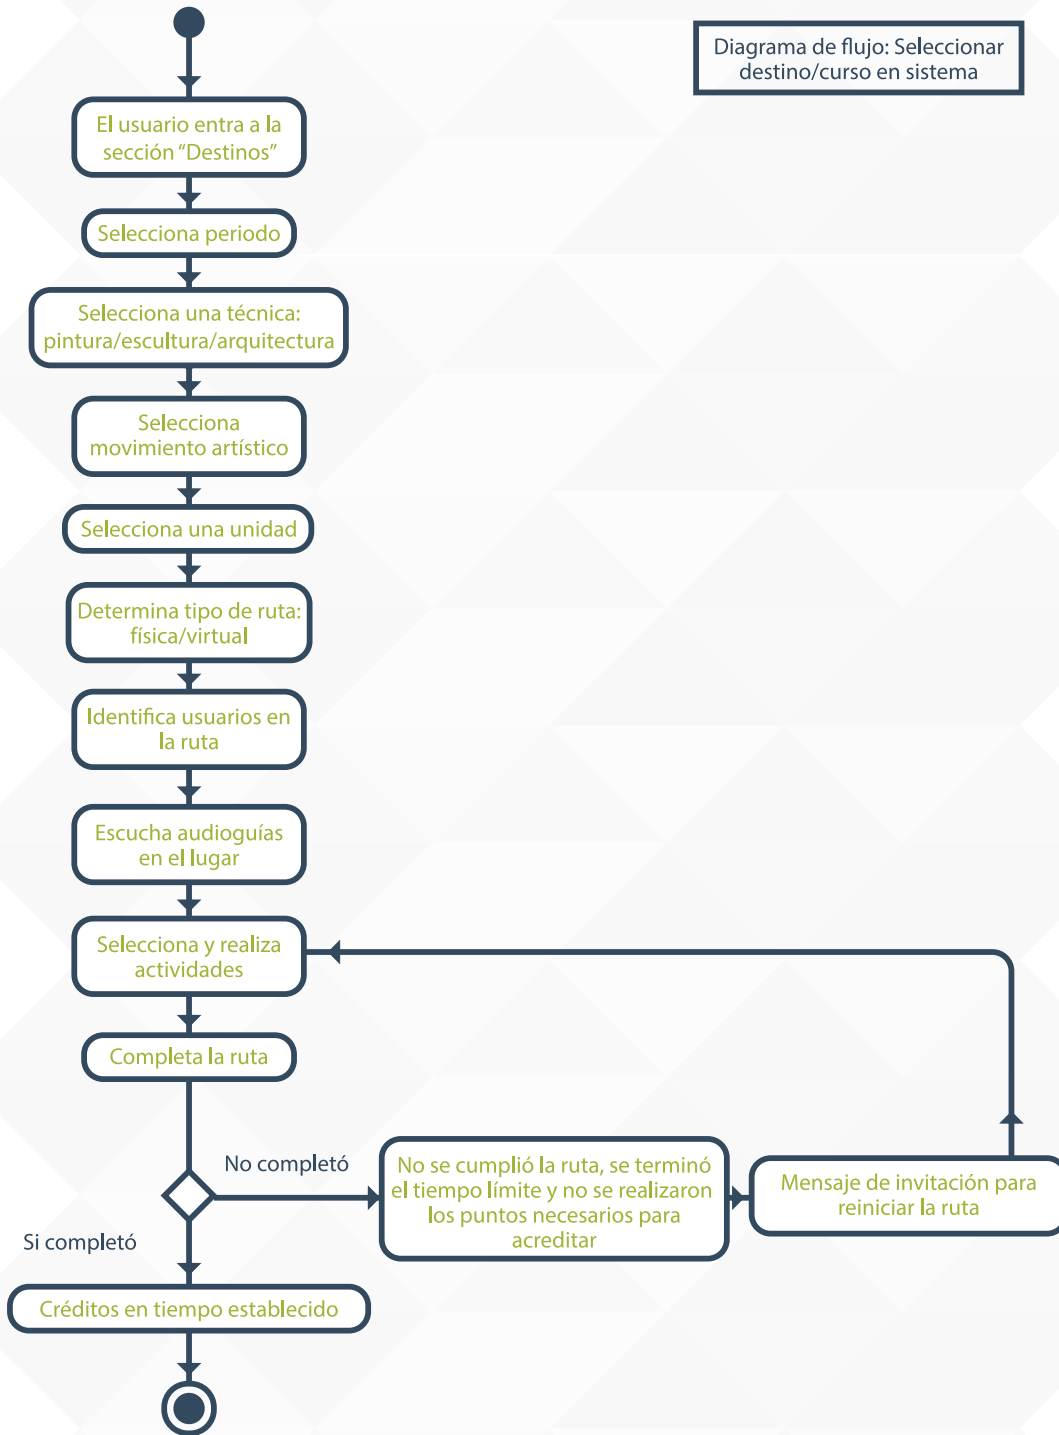 Diagrama de flujo: Seleccionar
destino/curso en sistema
El usuario entra a la
sección “Destinos”
Selecciona periodo
Selecciona una técnica:
pintura/escultura/arquitectura
Selecciona
movimiento artístico
Selecciona una unidad
Determina tipo de ruta:
física/virtual
Identifica usuarios en
la ruta
Escucha audioguías
en el lugar
Selecciona y realiza
actividades
Completa la ruta
No completó
No se cumplió la ruta, se terminó
el tiempo límite y no se realizaron
los puntos necesarios para
acreditar
Mensaje de invitación para
reiniciar la ruta
Si completó
Créditos en tiempo establecido